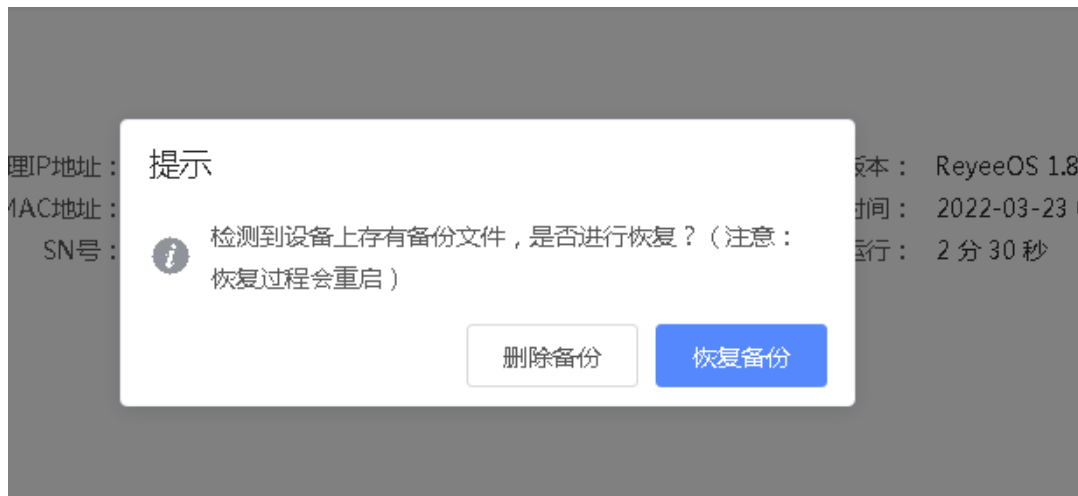 提示
理IP地址：
版本： ReyeeOS 1.8
MAC地址：
时间： 2022-03-23
SN号：
运行： 2 分 30 秒
检测到设备上存有备份文件，是否进行恢复？（注意：
恢复过程会重启）
删除备份
恢复备份